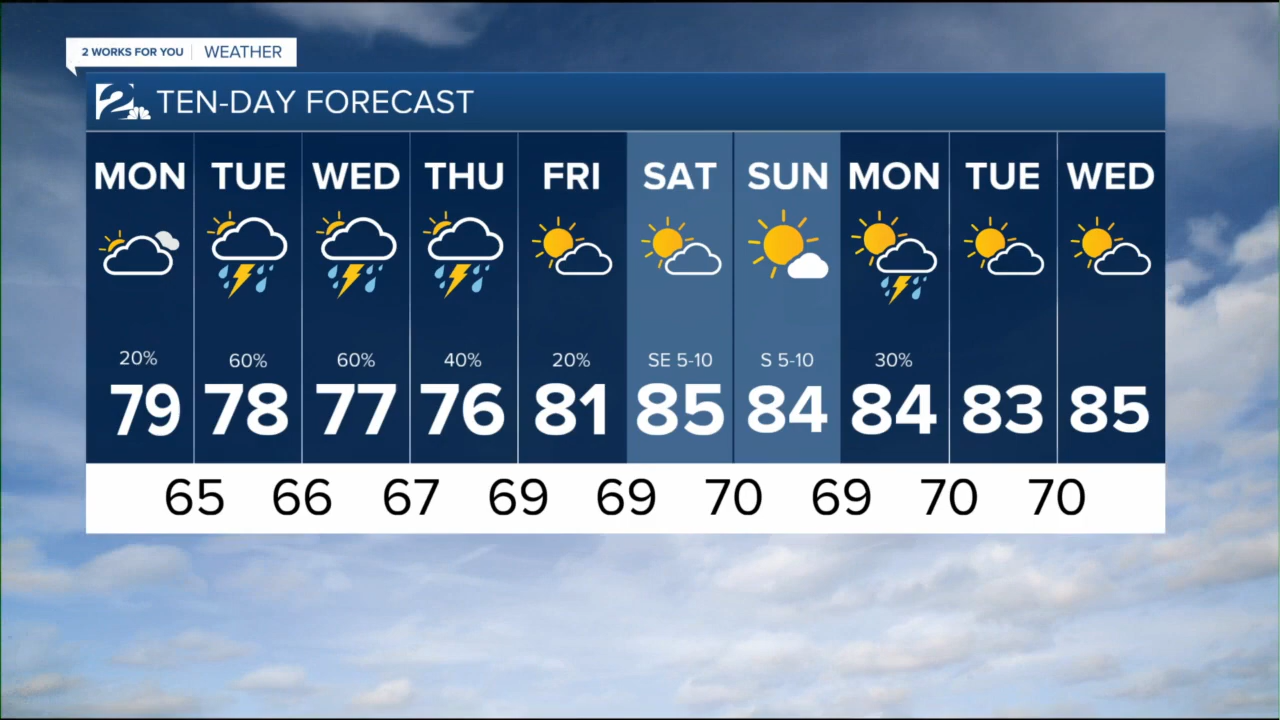 2 WORKS FOR YOU | WEATHER
2 TEN-DAY FORECAST
MON TUE WED THU FRI SAT SUN MON TUE WED
20% 60% 60% 40% 20% SE 5-10 S 5-10 30%
79 78 77 76 81 85 84 84 83 85
65 66 67 69 69 70 69 70 70